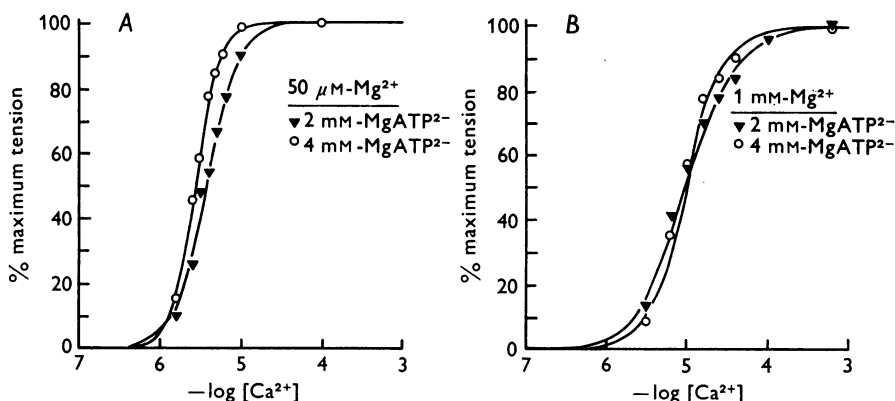 A
100
80
60
40
20
0
% maximum tension
50 μM-Mg²⁺
▼ 2 mM-MgATP²⁻
○ 4 mM-MgATP²⁻
7 6 5 4 3
—log [Ca²⁺]
B
100
80
60
40
20
0
% maximum tension
1 mM-Mg²⁺
▼ 2 mM-MgATP²⁻
○ 4 mM-MgATP²⁻
7 6 5 4 3
—log [Ca²⁺]